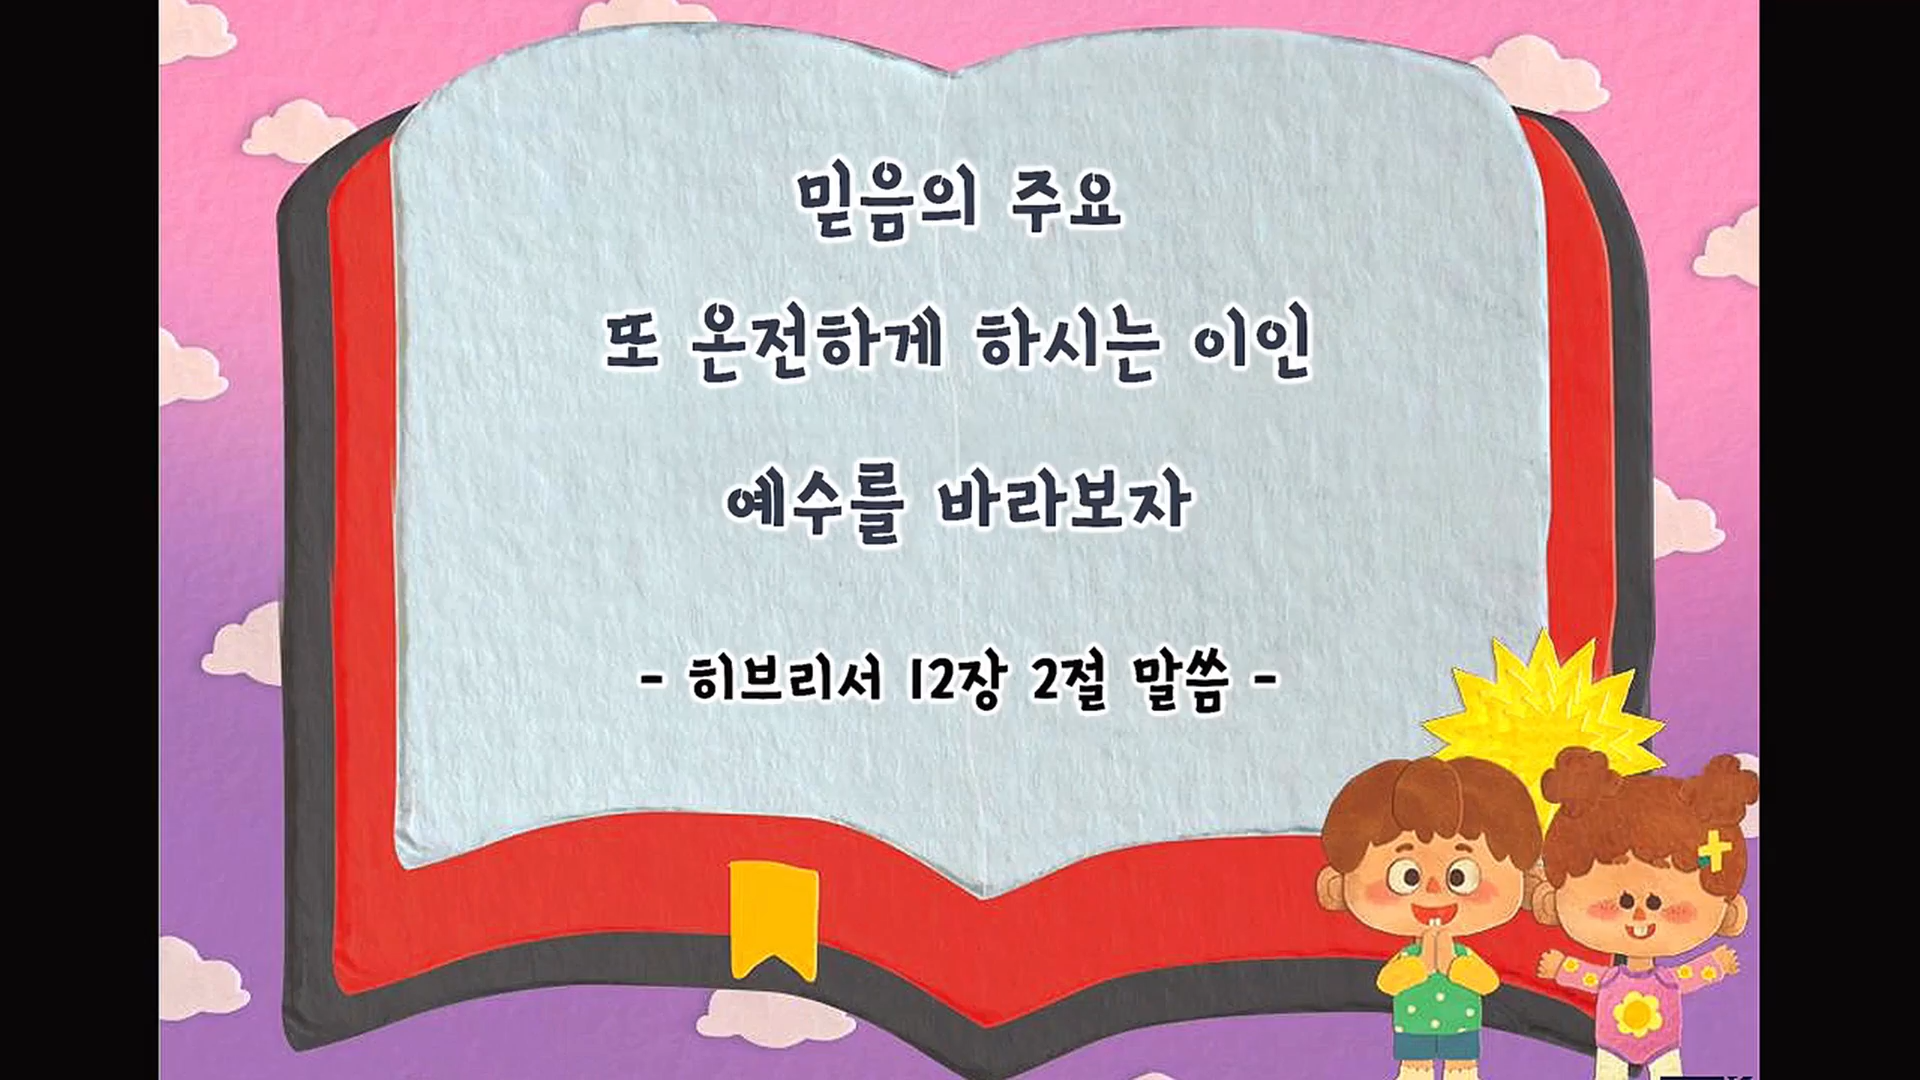 믿음의 주요
또 온전하게 하시는 이인
예수를 바라보자
- 히브리서 12장 2절 말씀 -